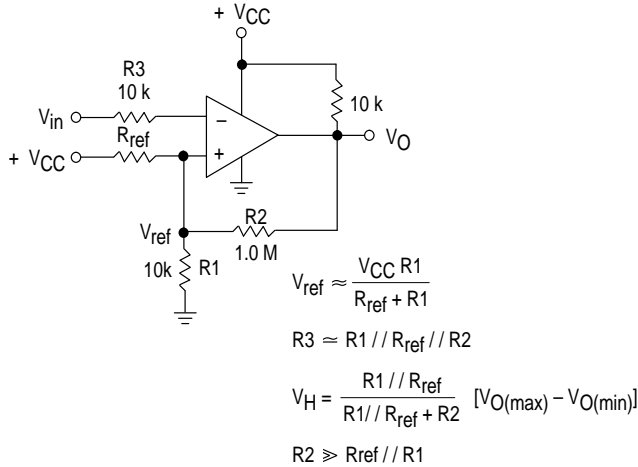 + VCC
R3
10 k
Vin
−
10 k
VO
Rref
+ VCC
+
R2
Vref
1.0 M
10k R1
Vref ≈ VCC R1 / Rref + R1
R3 ≃ R1 / / Rref / / R2
VH = R1 / / Rref / R1/ / Rref + R2 [VO(max) − VO(min)]
R2 ≫ Rref / / R1